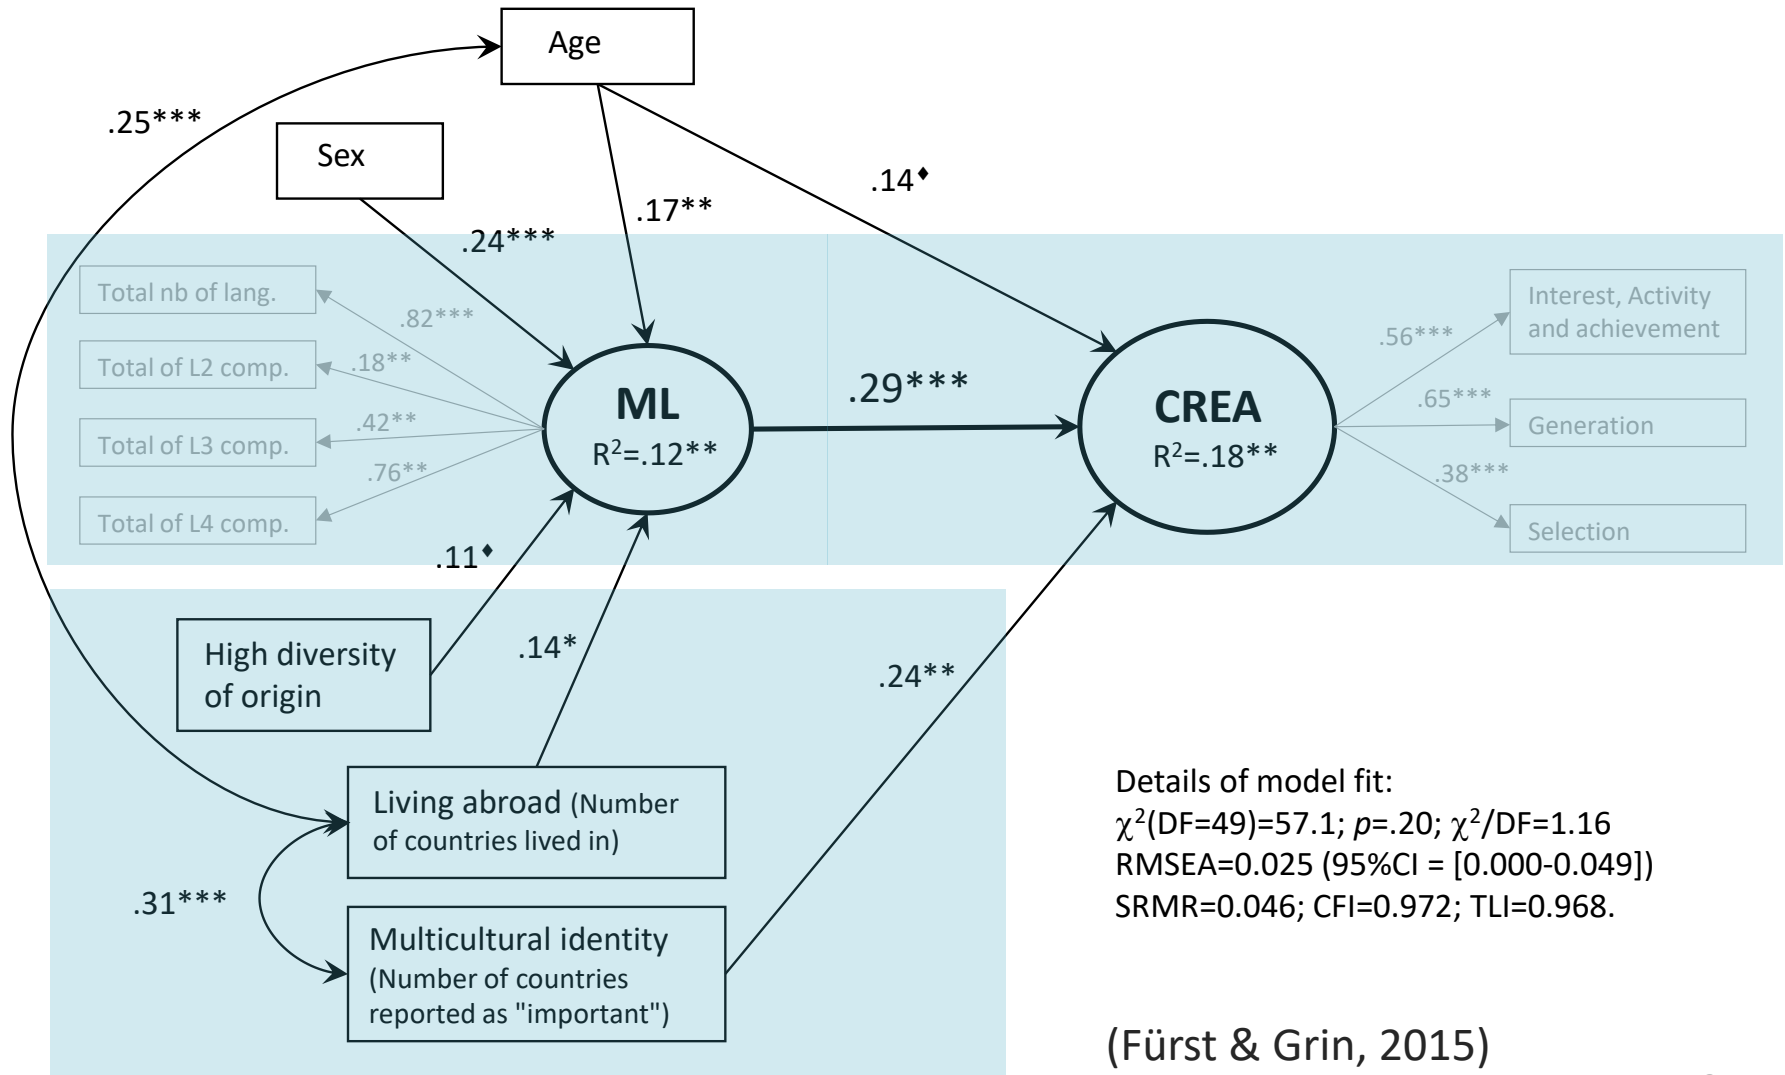 Age
.25***
Sex
.14♦
.17**
.24***
Total nb of lang.
.82***
Total of L2 comp.
.18**
Total of L3 comp.
.42**
Total of L4 comp.
.76**
ML
R²=.12**
.29***
CREA
R²=.18**
.56***
Interest, Activity
and achievement
.65***
Generation
.38***
Selection
.11♦
High diversity
of origin
.14*
.24**
Living abroad (Number
of countries lived in)
.31***
Multicultural identity
(Number of countries
reported as "important")
Details of model fit:
χ²(DF=49)=57.1; p=.20; χ²/DF=1.16
RMSEA=0.025 (95%CI = [0.000-0.049])
SRMR=0.046; CFI=0.972; TLI=0.968.
(Fürst & Grin, 2015)